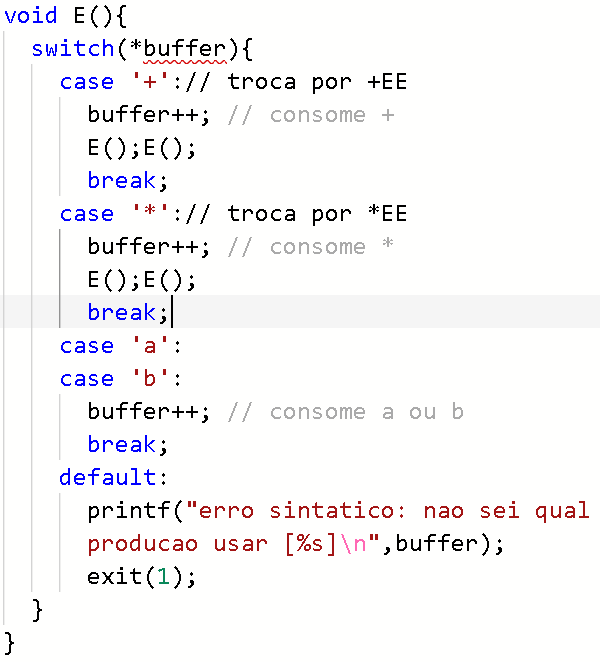 void E(){
switch(*buffer){
case '+':// troca por +EE
buffer++; // consome +
E();E();
break;
case '*':// troca por *EE
buffer++; // consome *
E();E();
break;
case 'a':
case 'b':
buffer++; // consome a ou b
break;
default:
printf("erro sintatico: nao sei qual
producao usar [%s]\n",buffer);
exit(1);
}
}